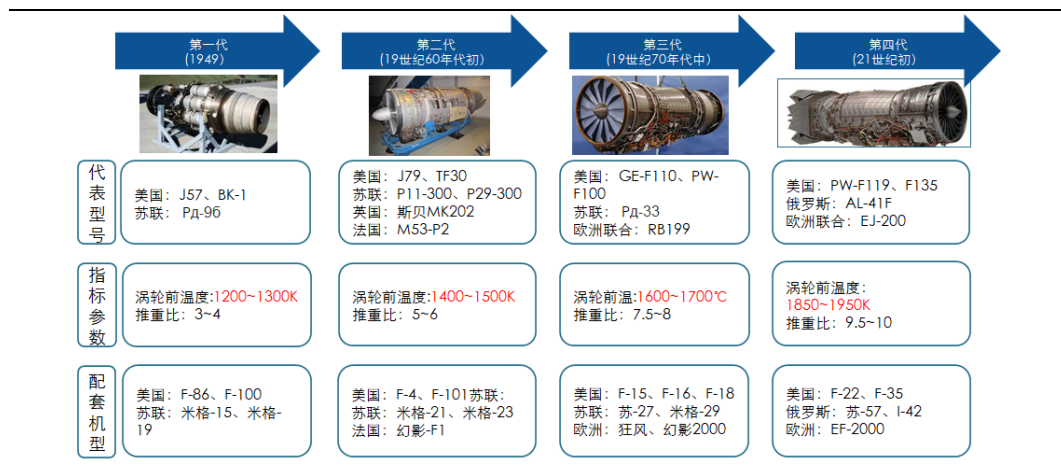 第一代
(1949）
第二代
(19世纪60年代初）
第三代
(19世纪70年代中）
第四代
(21世纪初）
代表型号
美国：J57、BK-1
苏联： Рд-9б
美国：J79、TF30
苏联：P11-300、P29-300
英国：斯贝MK202
法国：M53-P2
美国：GE-F110、PW-
F100
苏联： Рд-33
欧洲联合：RB199
美国：PW-F119、F135
俄罗斯：AL-41F
欧洲联合：EJ-200
指标参数
涡轮前温度:1200~1300K
推重比：3~4
涡轮前温度:1400~1500K
推重比：5~6
涡轮前温:1600~1700℃
推重比：7.5~8
涡轮前温度:
1850~1950K
推重比：9.5~10
配套机型
美国：F-86、F-100
苏联：米格-15、米格-
19
美国：F-4、F-101苏联：
苏联：米格-21、米格-23
法国：幻影-F1
美国：F-15、F-16、F-18
苏联：苏-27、米格-29
欧洲：狂风、幻影2000
美国：F-22、F-35
俄罗斯：苏-57、I-42
欧洲：EF-2000